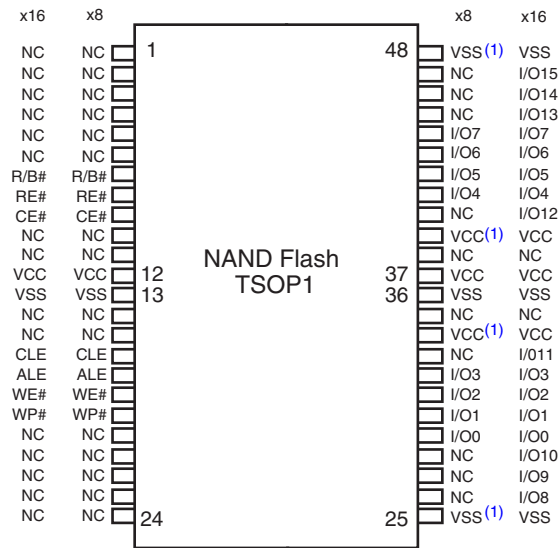 x16 x8 x8 x16
NC NC 1 48 VSS(1) VSS
NC NC NC I/O15
NC NC NC I/O14
NC NC NC I/O13
NC NC I/O7 I/O7
NC NC I/O6 I/O6
R/B# R/B# I/O5 I/O5
RE# RE# I/O4 I/O4
CE# CE# NC I/O12
NC NC VCC(1) VCC
NC NC NC NC
VCC VCC 12 NAND Flash 37 VCC VCC
VSS VSS 13 TSOP1 36 VSS VSS
NC NC NC NC
NC NC VCC(1) VCC
CLE CLE NC I/011
ALE ALE I/O3 I/O3
WE# WE# I/O2 I/O2
WP# WP# I/O1 I/O1
NC NC I/O0 I/O0
NC NC NC I/O10
NC NC NC I/O9
NC NC NC I/O8
NC NC 24 25 VSS(1) VSS